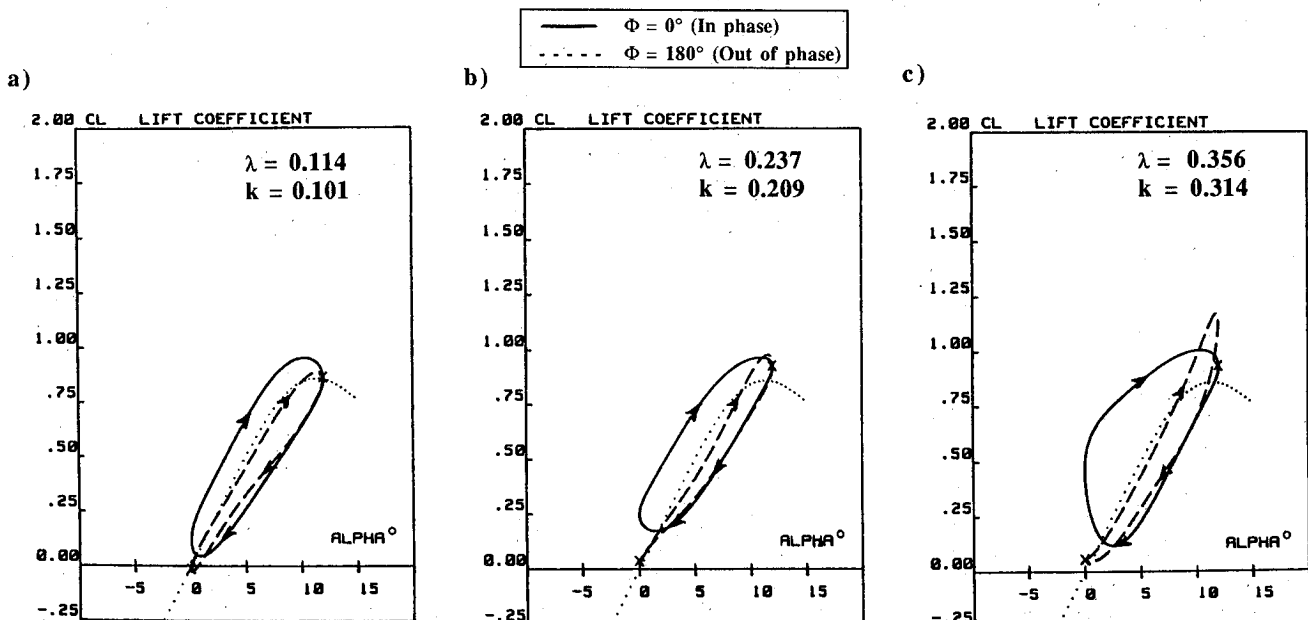 Φ = 0° (In phase)
Φ = 180° (Out of phase)
a)
2.00 CL LIFT COEFFICIENT
λ = 0.114
k = 0.101
1.75
1.50
1.25
1.00
.75
.50
.25
0.00
-.25
ALPHA°
-5 0 5 10 15
b)
2.00 CL LIFT COEFFICIENT
λ = 0.237
k = 0.209
1.75
1.50
1.25
1.00
.75
.50
.25
0.00
-.25
ALPHA°
-5 0 5 10 15
c)
2.00 CL LIFT COEFFICIENT
λ = 0.356
k = 0.314
1.75
1.50
1.25
1.00
.75
.50
.25
0.00
-.25
ALPHA°
-5 0 5 10 15